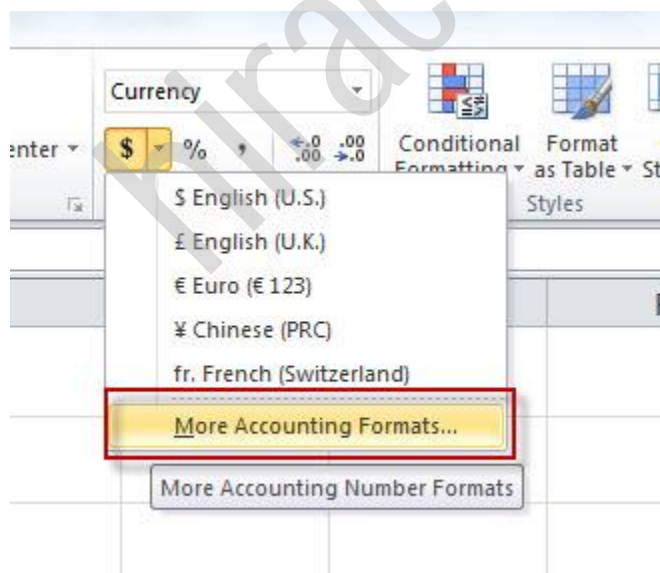 Currency
enter
$ % , .0 .00 .00 .0
Conditional Formatting
Format as Table
Styles
$ English (U.S.)
£ English (U.K.)
€ Euro (€ 123)
¥ Chinese (PRC)
fr. French (Switzerland)
More Accounting Formats...
More Accounting Number Formats